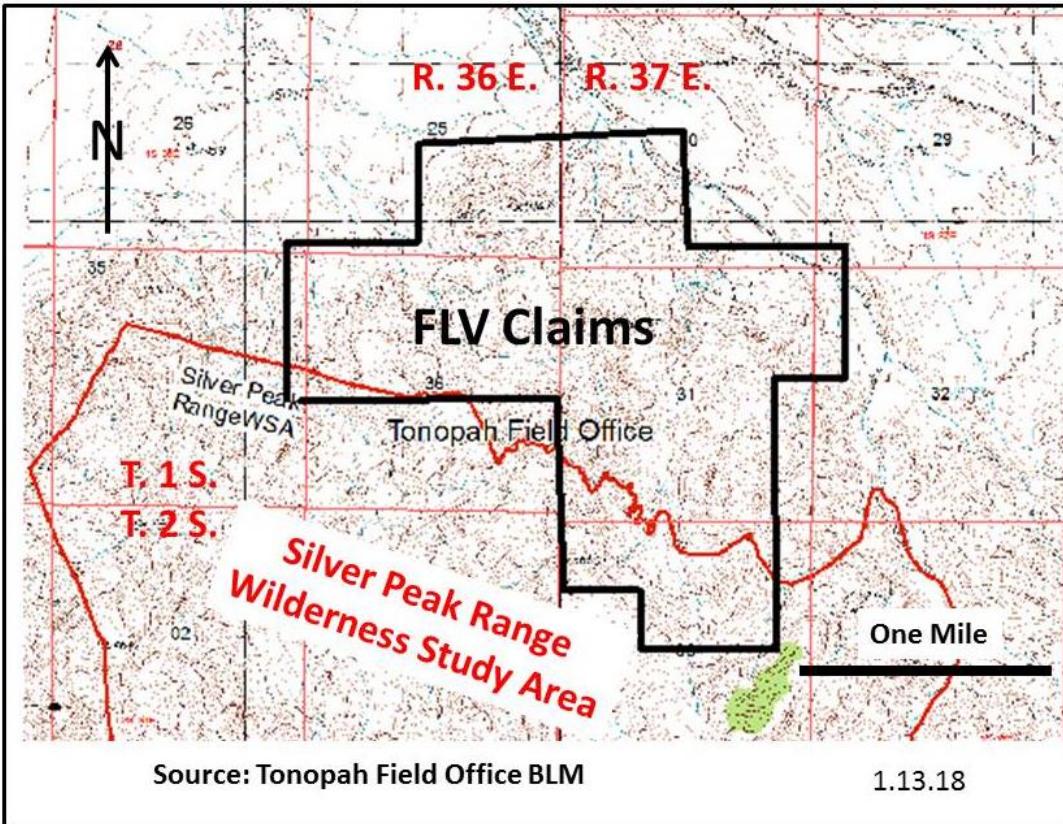 R. 36 E. R. 37 E.
28
26
25
29
N
35
FLV Claims
36
31
32
Silver Peak
RangeWSA
Tonopah Field Office
T. 1 S.
T. 2 S.
Silver Peak Range
Wilderness Study Area
02
One Mile
Source: Tonopah Field Office BLM
1.13.18